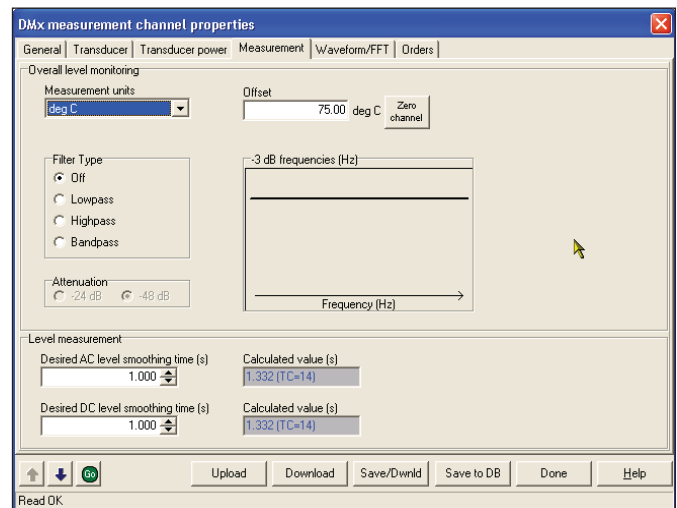 DMx measurement channel properties
General Transducer Transducer power Measurement Waveform/FFT Orders
Overall level monitoring
Measurement units
deg C
Offset
75.00 deg C
Zero channel
Filter Type
Off
Lowpass
Highpass
Bandpass
-3 dB frequencies (Hz)
Frequency (Hz)
Attenuation
-24 dB -48 dB
Level measurement
Desired AC level smoothing time (s) Calculated value (s)
1.000 1.332 (TC=14)
Desired DC level smoothing time (s) Calculated value (s)
1.000 1.332 (TC=14)
Go Upload Download Save/Dwnld Save to DB Done Help
Read OK